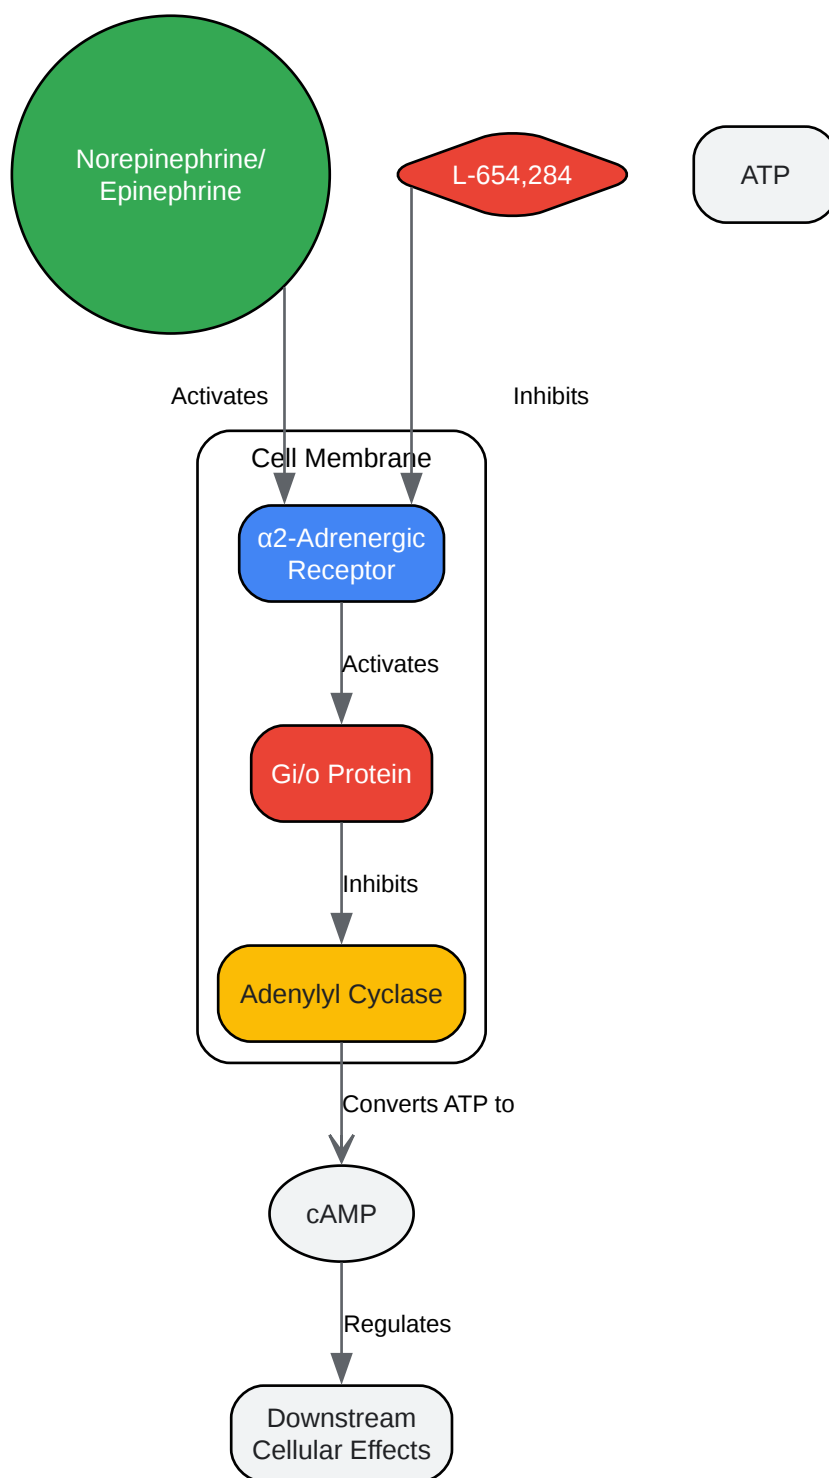 Norepinephrine/
Epinephrine
L-654,284
ATP
Activates
Inhibits
Cell Membrane
α2-Adrenergic
Receptor
Activates
Gi/o Protein
Inhibits
Adenylyl Cyclase
Converts ATP to
cAMP
Regulates
Downstream
Cellular Effects